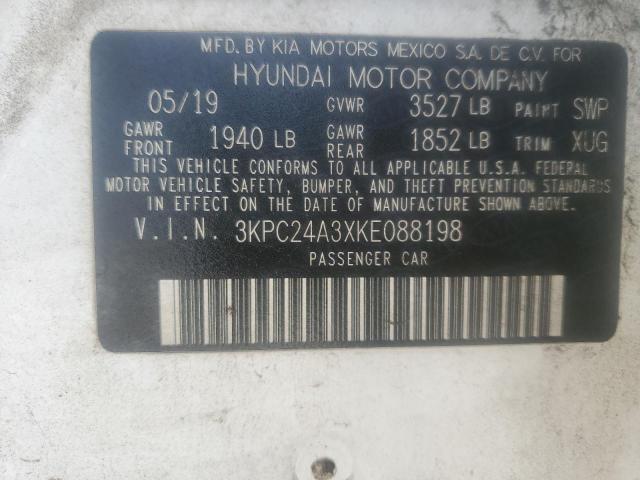 MFD. BY KIA MOTORS MEXICO S.A. DE C.V. FOR
HYUNDAI MOTOR COMPANY
05/19 GVWR 3527 LB PAINT SWP
GAWR FRONT 1940 LB GAWR REAR 1852 LB TRIM XUG
THIS VEHICLE CONFORMS TO ALL APPLICABLE U.S.A. FEDERAL
MOTOR VEHICLE SAFETY, BUMPER, AND THEFT PREVENTION STANDARDS
IN EFFECT ON THE DATE OF MANUFACTURE SHOWN ABOVE.
V.I.N. 3KPC24A3XKE088198
PASSENGER CAR